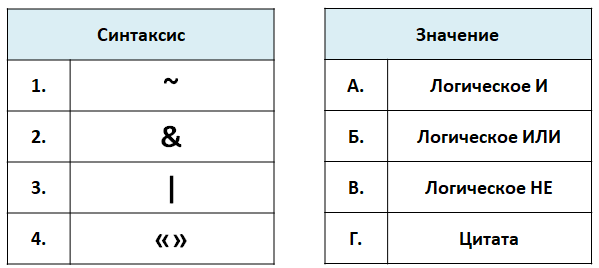 Синтаксис Значение
1. ~ А. Логическое И
2. & Б. Логическое ИЛИ
3. | В. Логическое НЕ
4. «» Г. Цитата